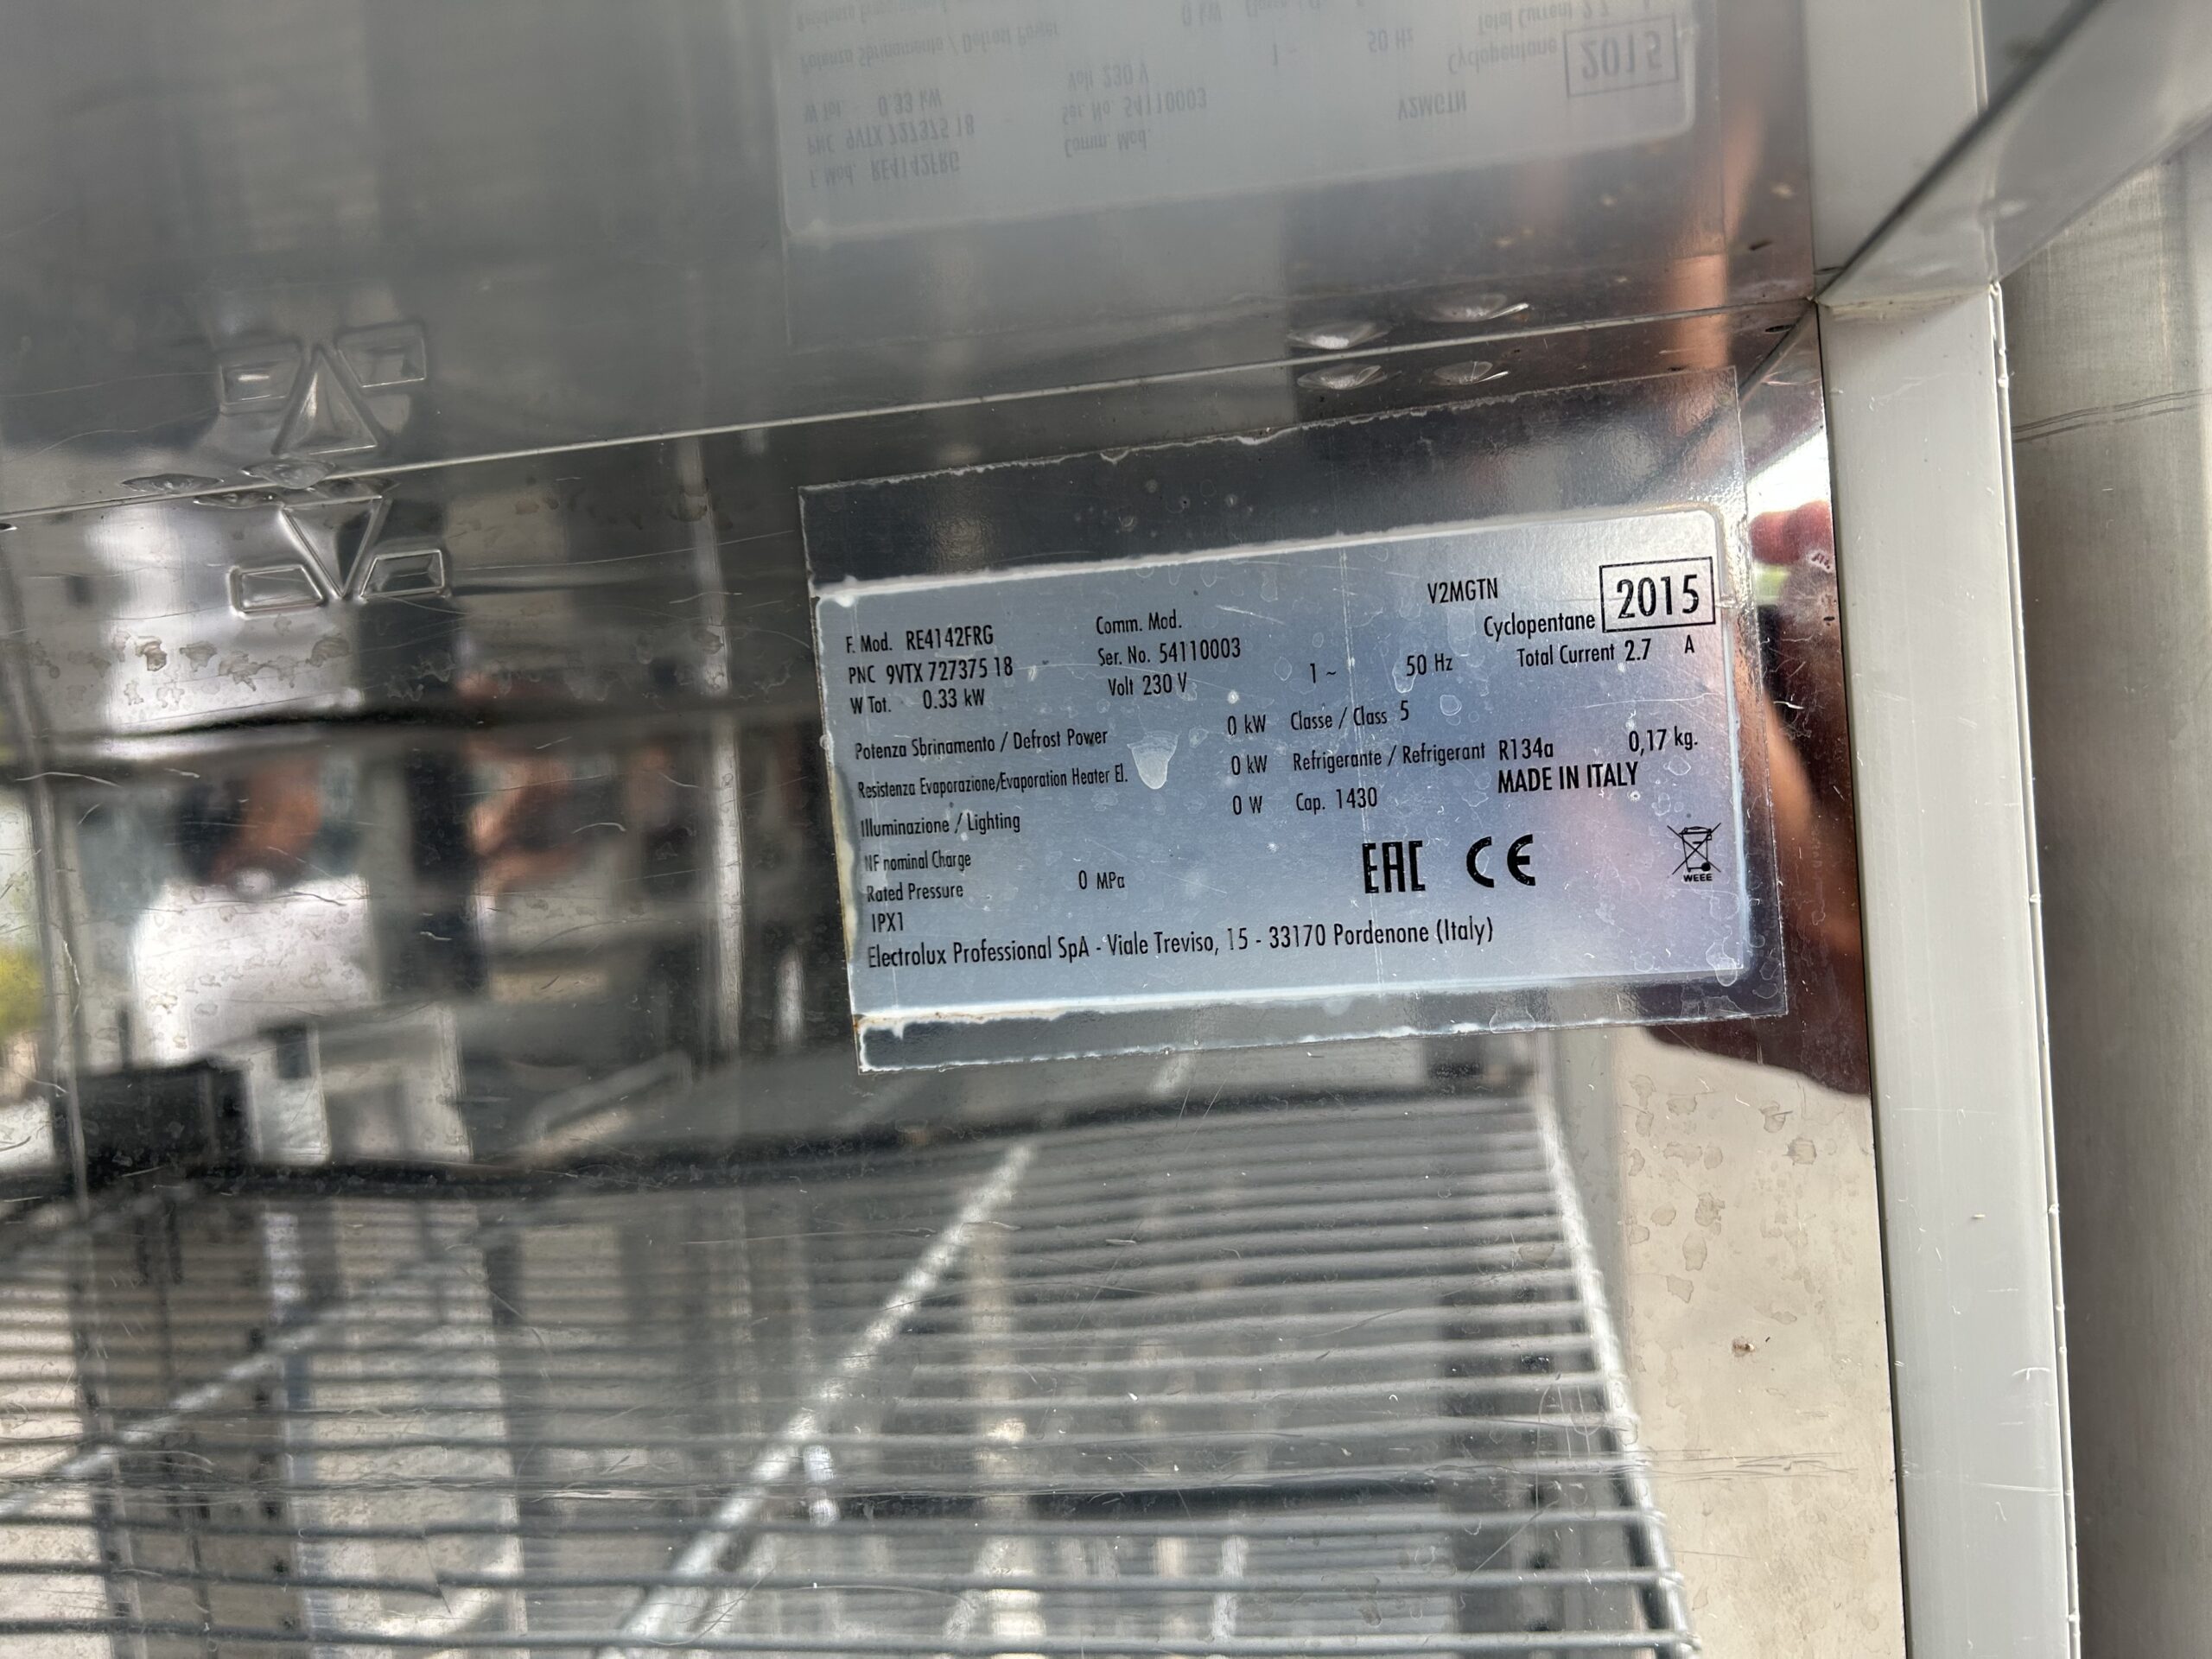 V2MGTN
2015
F. Mod. RE4142FRG Comm. Mod. Cyclopentane
PNC 9VTX 727375 18 Ser. No. 54110003 Total Current 2.7 A
W Tot. 0.33 kW Volt 230 V 1 ~ 50 Hz
Potenza Sbrinamento / Defrost Power 0 kW Classe / Class 5
Resistenza Evaporazione/Evaporation Heater El. 0 kW Refrigerante / Refrigerant R134a 0,17 kg.
Illuminazione / Lighting 0 W Cap. 1430 MADE IN ITALY
NF nominal Charge
Rated Pressure 0 MPa EAC CE
WEEE
IPX1
Electrolux Professional SpA - Viale Treviso, 15 - 33170 Pordenone (Italy)